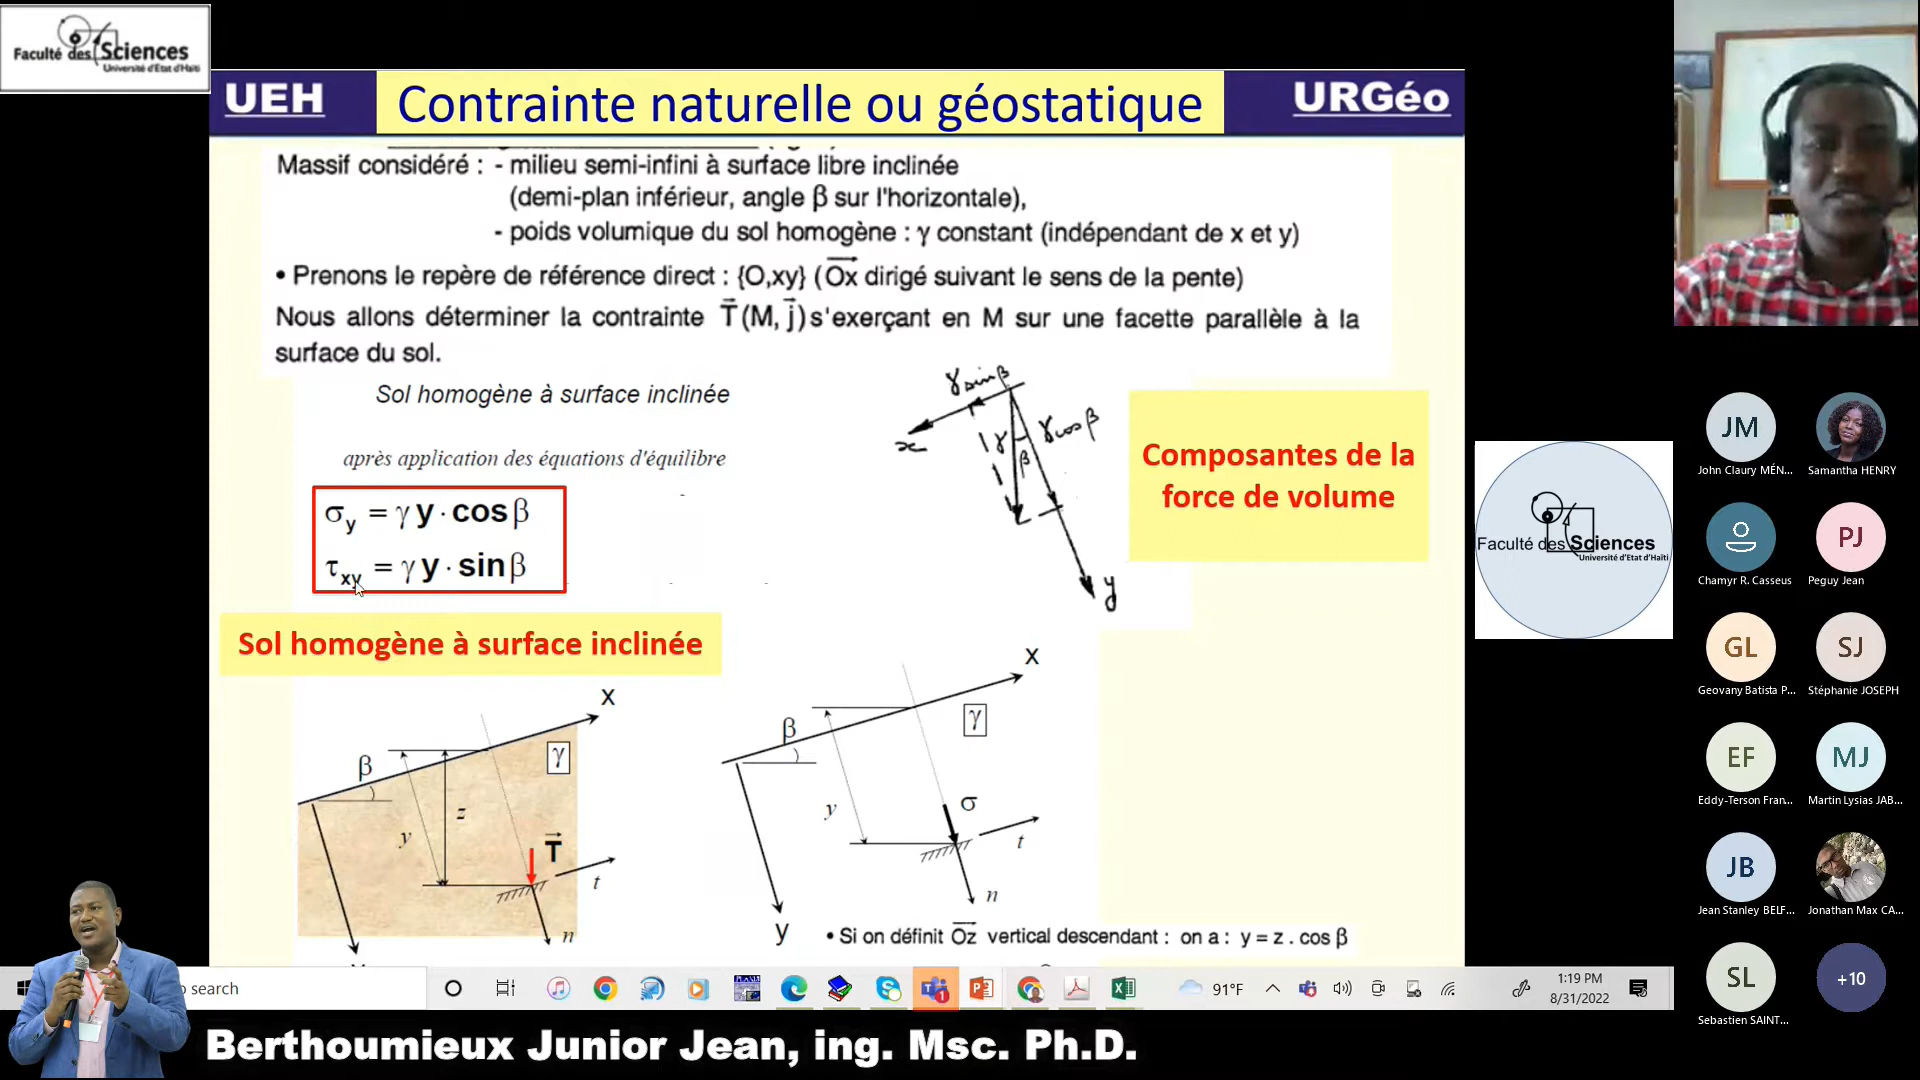 Faculté des Sciences
Université d'Etat d'Haïti
UEH
Contrainte naturelle ou géostatique
URGéo
Massif considéré : - milieu semi-infini à surface libre inclinée
(demi-plan inférieur, angle β sur l'horizontale),
- poids volumique du sol homogène : γ constant (indépendant de x et y)
• Prenons le repère de référence direct : {O,xy} (Ox dirigé suivant le sens de la pente)
Nous allons déterminer la contrainte T (M, j) s'exerçant en M sur une facette parallèle à la
surface du sol.
Sol homogène à surface inclinée
après application des équations d'équilibre
σy = γ y · cos β
τxy = γ y · sin β
γ sin β
x
γ
β
γ cos β
y
Composantes de la
force de volume
Sol homogène à surface inclinée
x
β
γ
z
y
T
t
n
x
β
γ
y
σ
t
n
y
• Si on définit Oz vertical descendant : on a : y = z . cos β
Faculté des Sciences
Université d'Etat d'Haïti
JM
John Claury MÉN...
Samantha HENRY
Chamyr R. Casseus
PJ
Peguy Jean
GL
Geovany Batista P...
SJ
Stéphanie JOSEPH
EF
Eddy-Terson Fran...
MJ
Martin Lysias JAB...
JB
Jean Stanley BELF...
Jonathan Max CA...
SL
Sebastien SAINT...
+10
o search
91°F
1:19 PM
8/31/2022
Berthoumieux Junior Jean, ing. Msc. Ph.D.